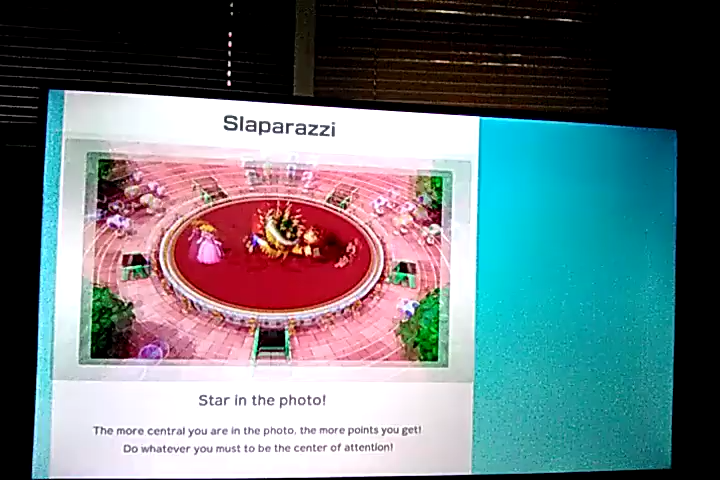 Slaparazzi
Star in the photo!
The more central you are in the photo, the more points you get!
Do whatever you must to be the center of attention!